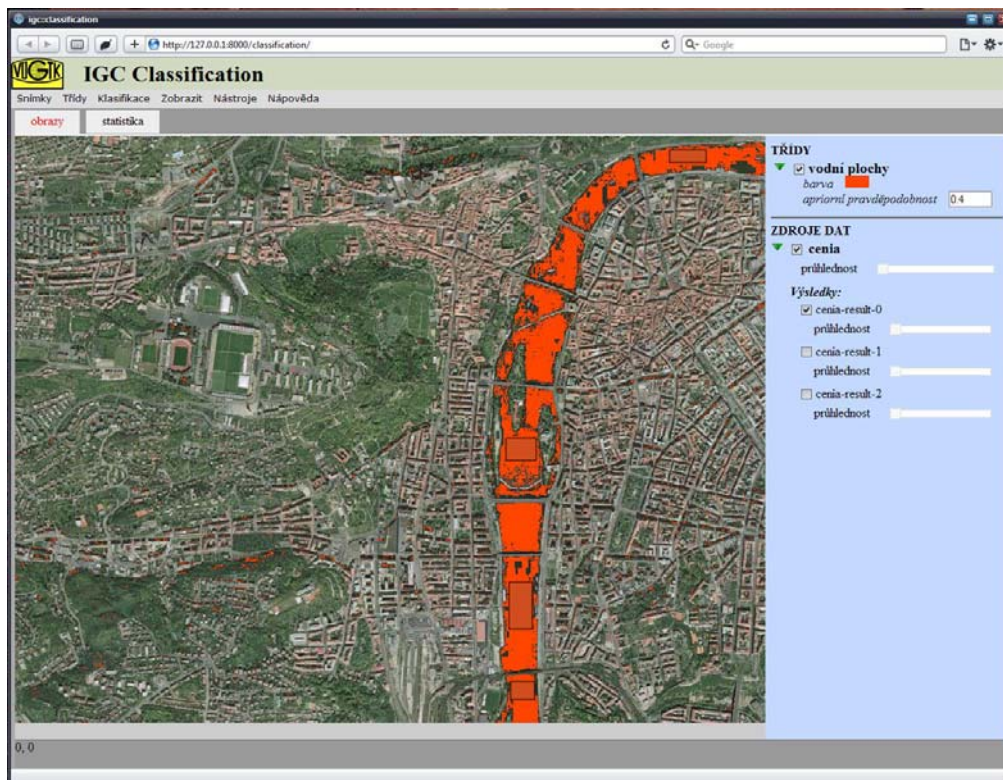 igc::classification
http://127.0.0.1:8000/classification/
Google
VÚGTK
IGC Classification
Snímky Třídy Klasifikace Zobrazit Nástroje Nápověda
obrazy statistika
TŘÍDY
vodní plochy
barva
apriorní pravděpodobnost 0.4
ZDROJE DAT
cenia
průhlednost
Výsledky:
cenia-result-0
průhlednost
cenia-result-1
průhlednost
cenia-result-2
průhlednost
0, 0